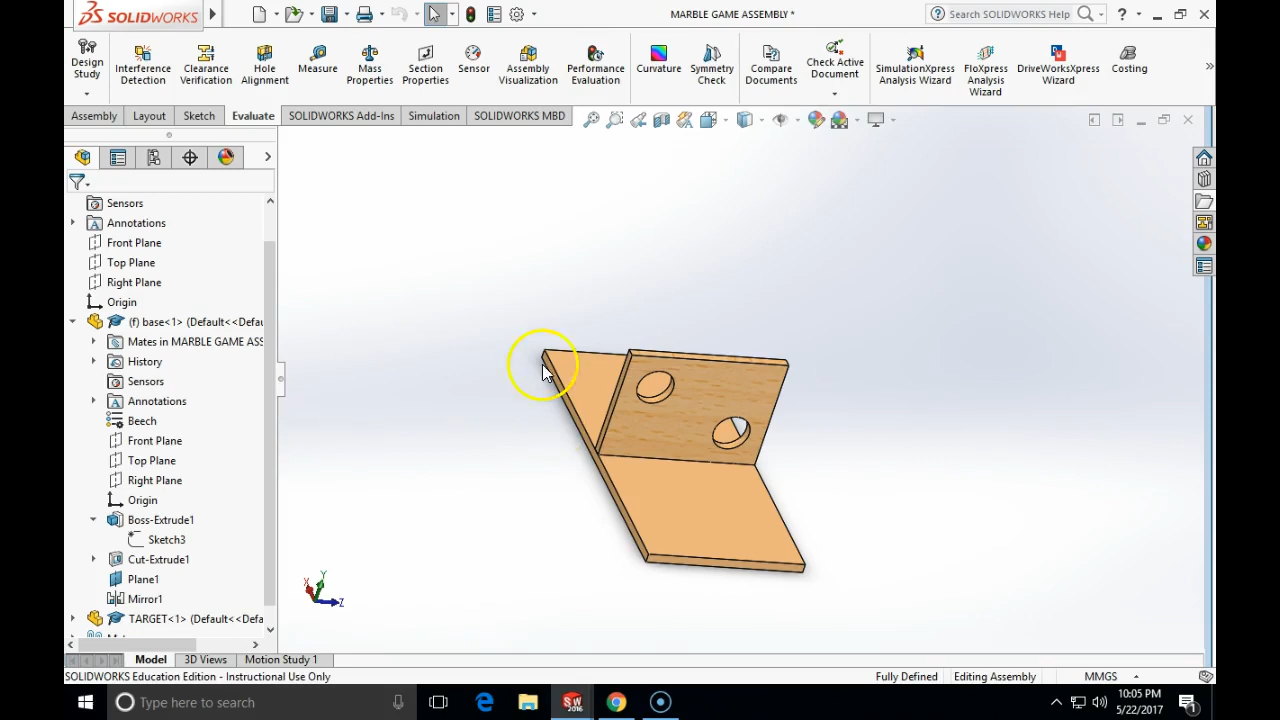 SOLIDWORKS
MARBLE GAME ASSEMBLY *
Search SOLIDWORKS Help
?
Design Study
Interference Detection
Clearance Verification
Hole Alignment
Measure
Mass Properties
Section Properties
Sensor
Assembly Visualization
Performance Evaluation
Curvature
Symmetry Check
Compare Documents
Check Active Document
SimulationXpress Analysis Wizard
FloXpress Analysis Wizard
DriveWorksXpress Wizard
Costing
Assembly
Layout
Sketch
Evaluate
SOLIDWORKS Add-Ins
Simulation
SOLIDWORKS MBD
Sensors
Annotations
Front Plane
Top Plane
Right Plane
Origin
(f) base<1> (Default<<Defau
Mates in MARBLE GAME ASS
History
Sensors
Annotations
Beech
Front Plane
Top Plane
Right Plane
Origin
Boss-Extrude1
Sketch3
Cut-Extrude1
Plane1
Mirror1
TARGET<1> (Default<<Defa
X
Y
Z
Model
3D Views
Motion Study 1
SOLIDWORKS Education Edition - Instructional Use Only
Fully Defined
Editing Assembly
MMGS
Type here to search
SW
2016
10:05 PM
5/22/2017
1